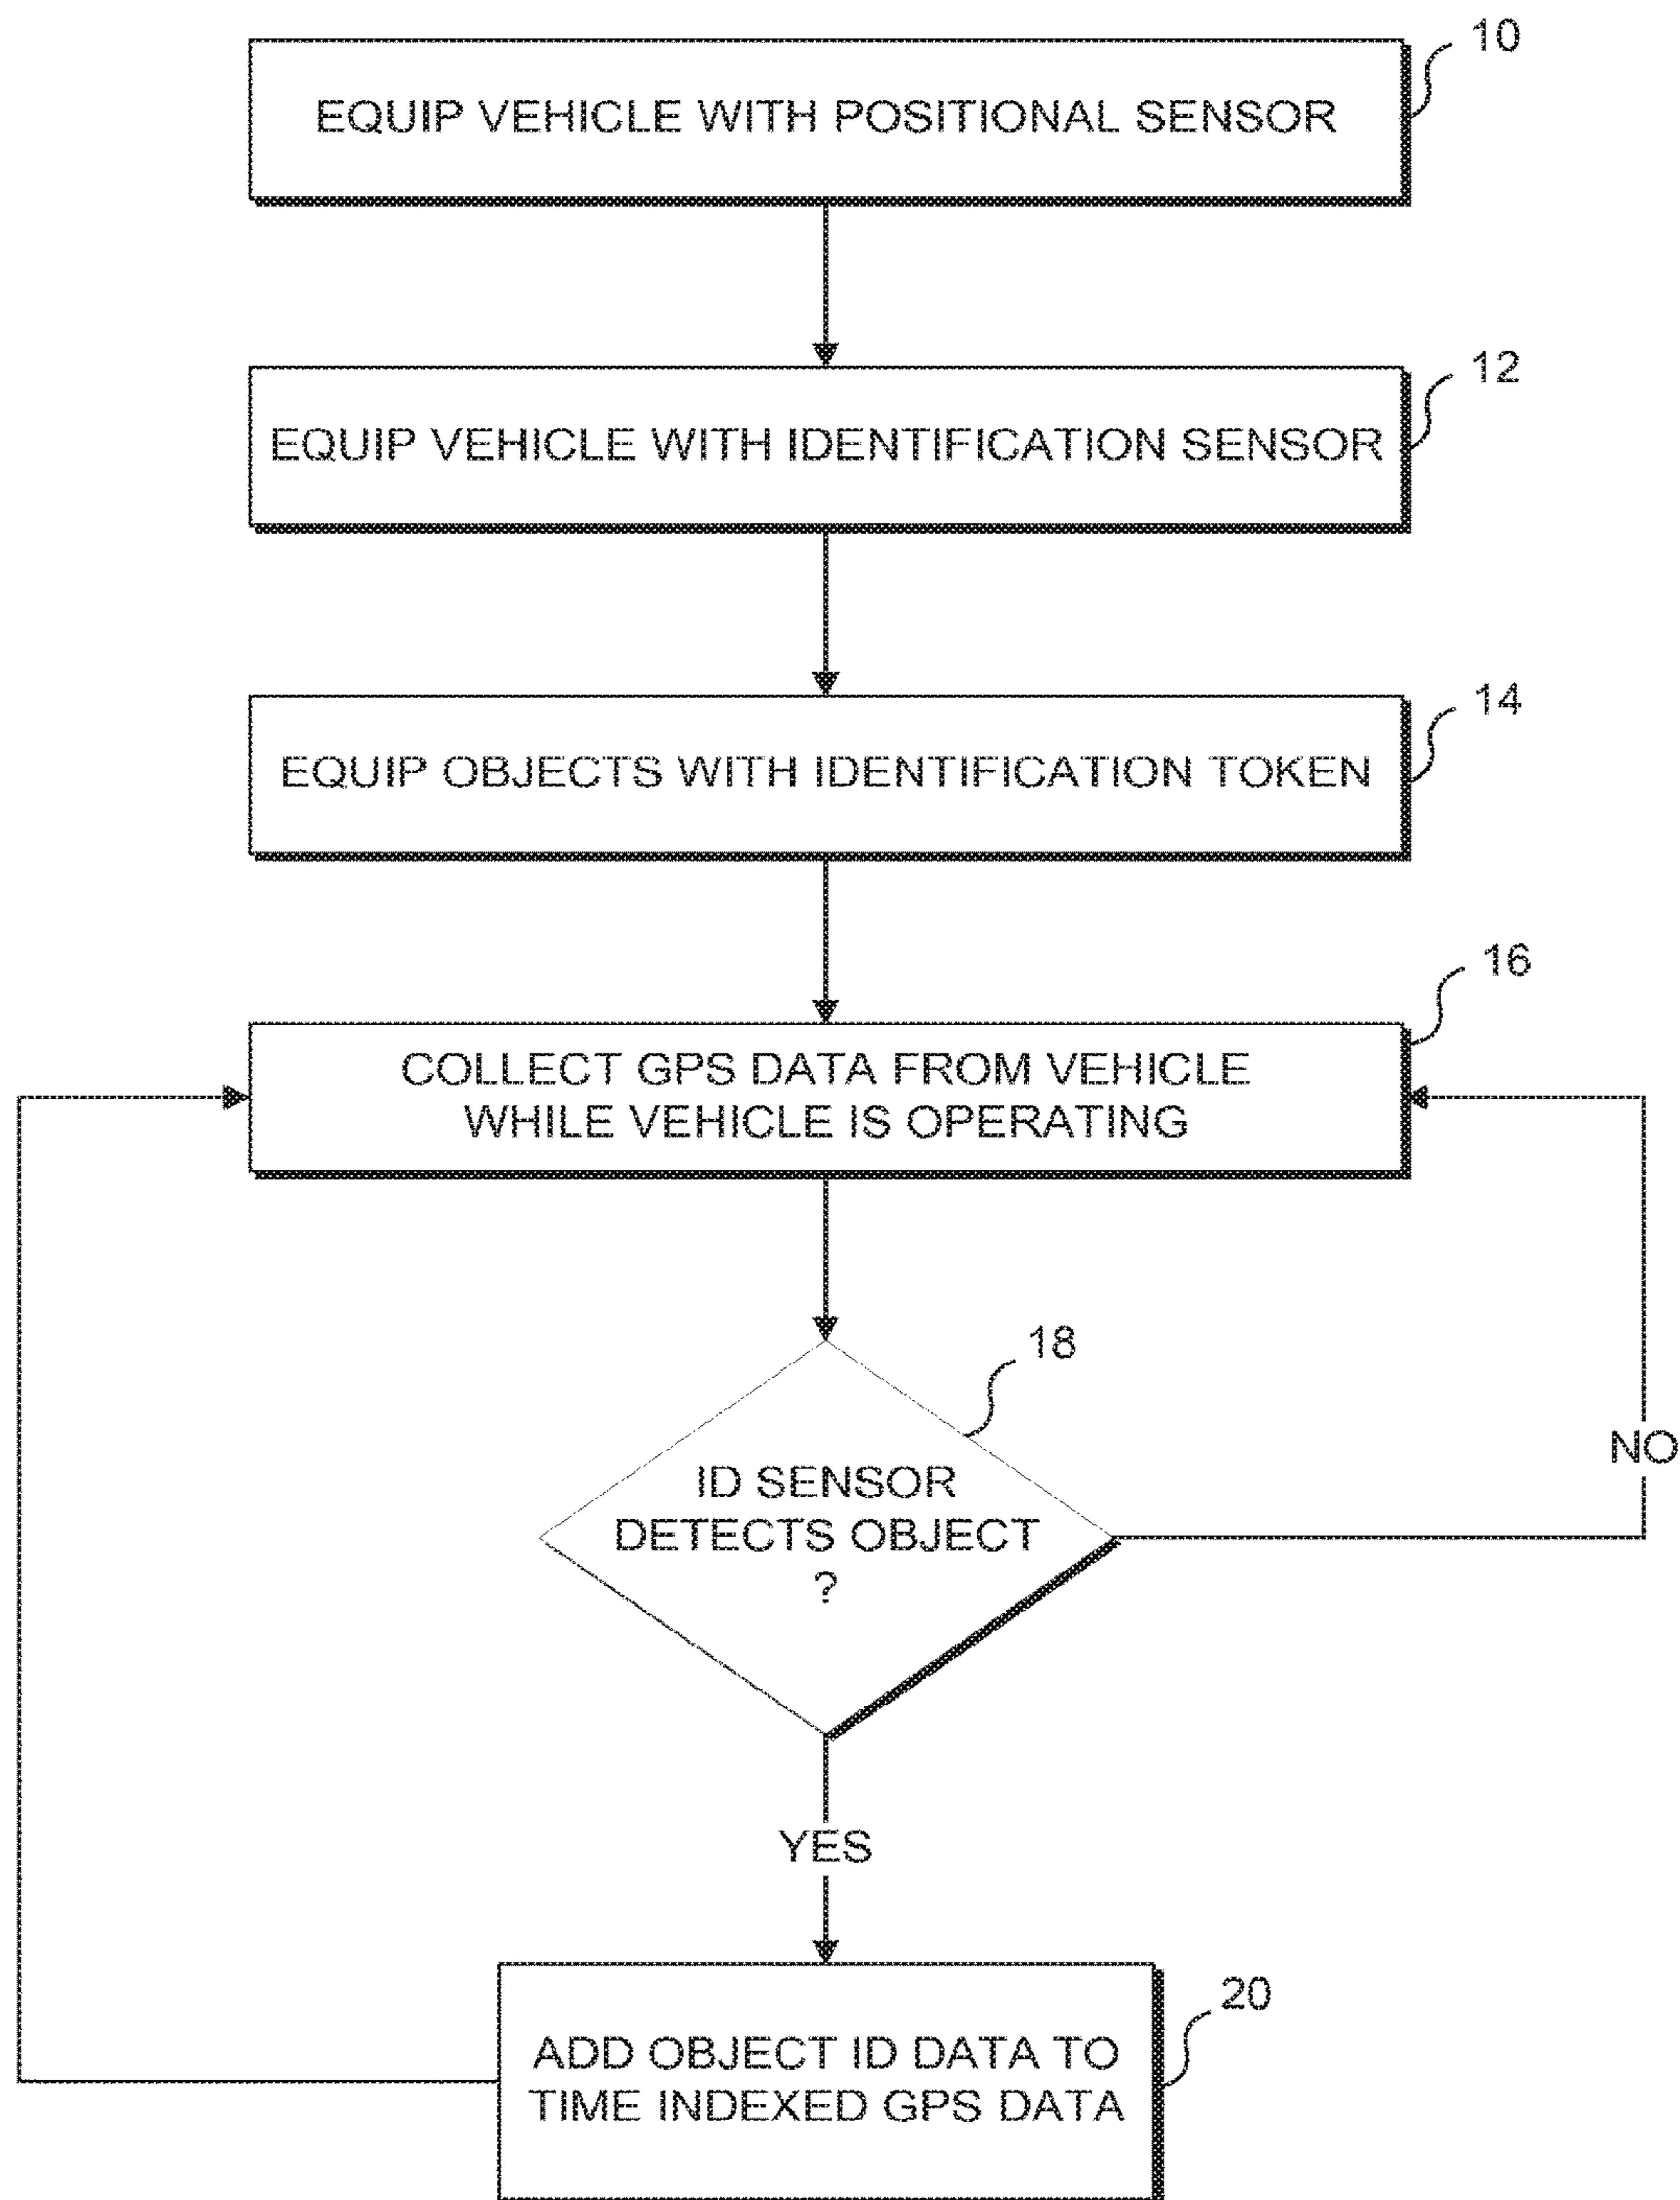 10
EQUIP VEHICLE WITH POSITIONAL SENSOR
12
EQUIP VEHICLE WITH IDENTIFICATION SENSOR
14
EQUIP OBJECTS WITH IDENTIFICATION TOKEN
16
COLLECT GPS DATA FROM VEHICLE
WHILE VEHICLE IS OPERATING
18
ID SENSOR
DETECTS OBJECT
?
NO
YES
20
ADD OBJECT ID DATA TO
TIME INDEXED GPS DATA